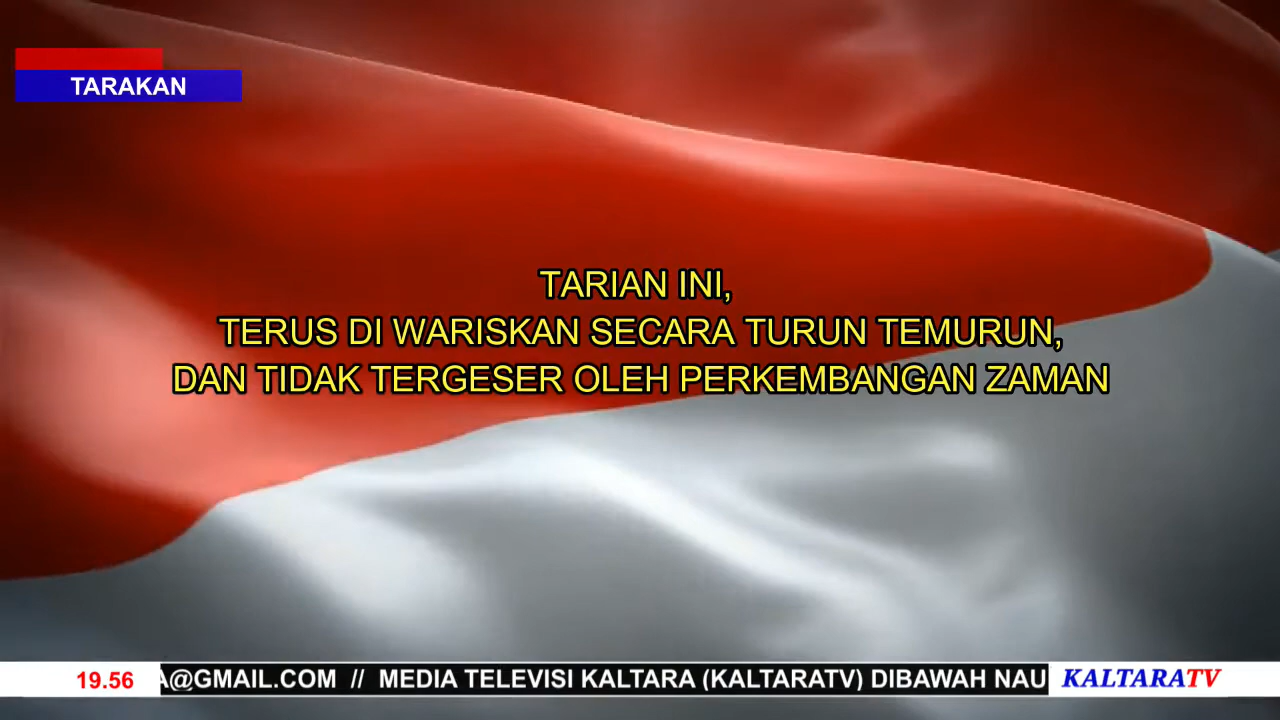 TARAKAN
TARIAN INI,
TERUS DI WARISKAN SECARA TURUN TEMURUN,
DAN TIDAK TERGESER OLEH PERKEMBANGAN ZAMAN
19.56 A@GMAIL.COM // MEDIA TELEVISI KALTARA (KALTARATV) DIBAWAH NAU KALTARATV